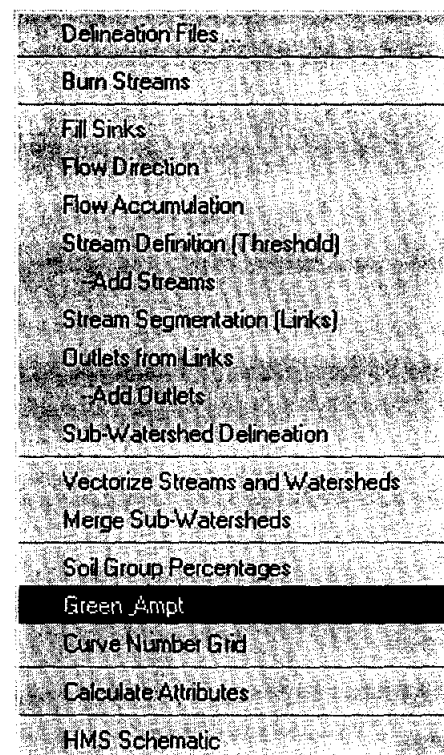 Delineation Files ...
Burn Streams
Fill Sinks
Flow Direction
Flow Accumulation
Stream Definition (Threshold)
--Add Streams
Stream Segmentation (Links)
Outlets from Links
--Add Outlets
Sub-Watershed Delineation
Vectorize Streams and Watersheds
Merge Sub-Watersheds
Soil Group Percentages
Green_Ampt
Curve Number Grid
Calculate Attributes
HMS Schematic